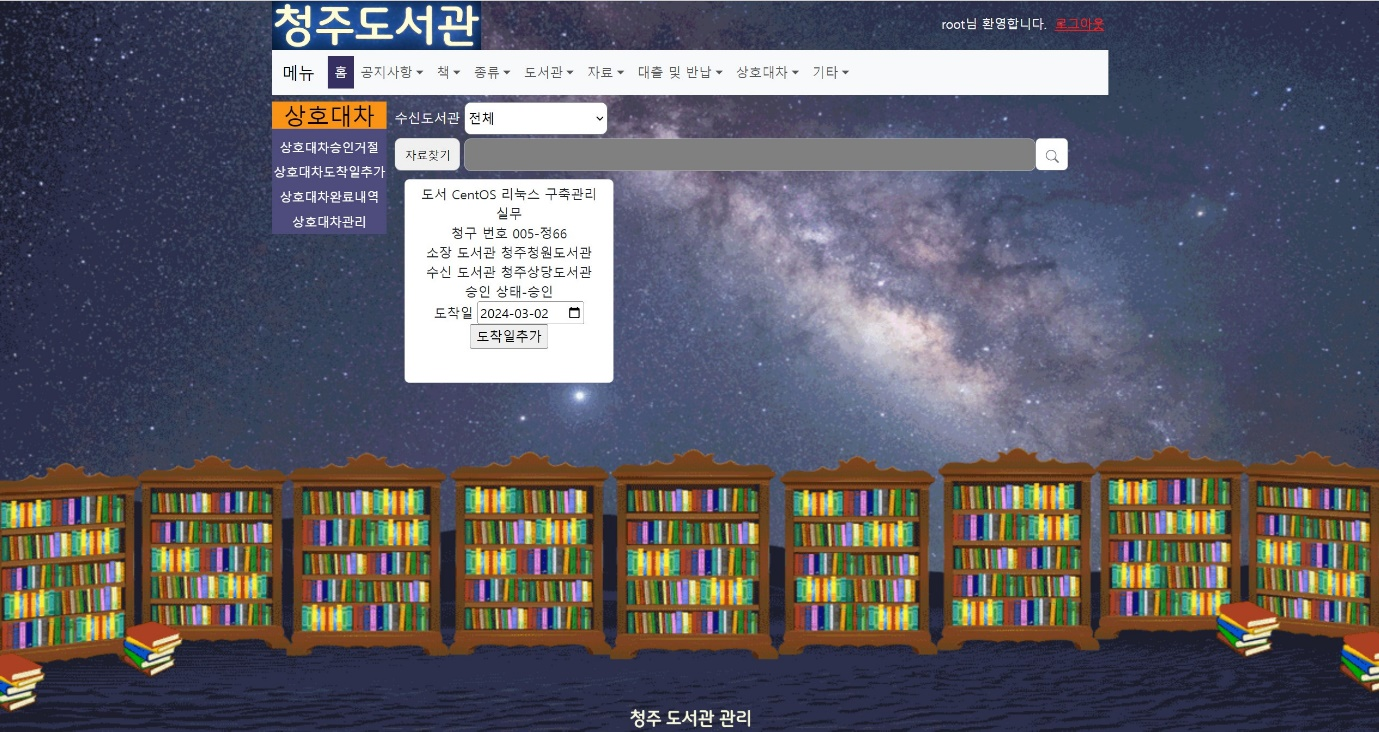 청주도서관
root님 환영합니다. 로그아웃
메뉴 홈 공지사항 책 종류 도서관 자료 대출 및 반납 상호대차 기타
상호대차
상호대차승인거절
상호대차도착일추가
상호대차완료내역
상호대차관리
수신도서관 전체
자료찾기
도서 CentOS 리눅스 구축관리
실무
청구 번호 005-정66
소장 도서관 청주청원도서관
수신 도서관 청주상당도서관
승인 상태-승인
도착일 2024-03-02
도착일추가
청주 도서관 관리